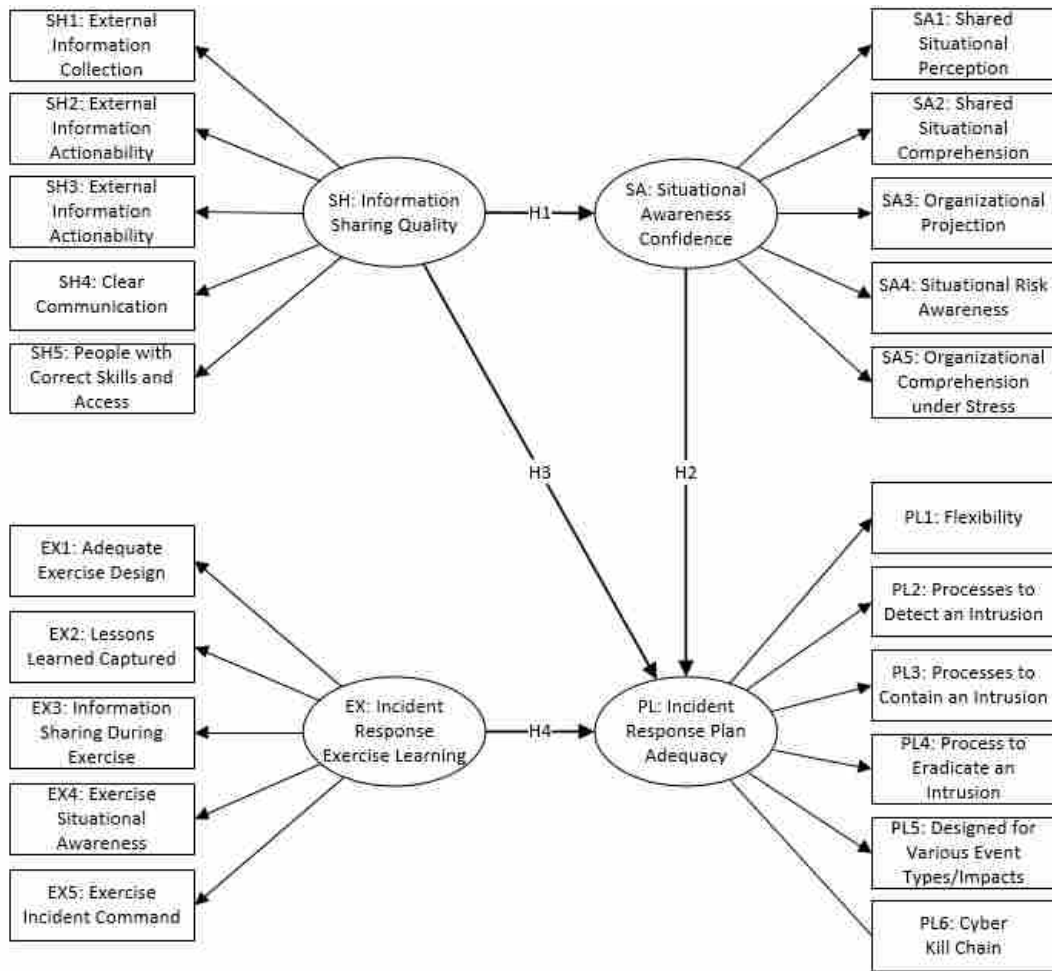 SH1: External
Information
Collection
SH2: External
Information
Actionability
SH3: External
Information
Actionability
SH4: Clear
Communication
SH5: People with
Correct Skills and
Access
SH: Information
Sharing Quality
H1
SA: Situational
Awareness
Confidence
SA1: Shared
Situational
Perception
SA2: Shared
Situational
Comprehension
SA3: Organizational
Projection
SA4: Situational Risk
Awareness
SA5: Organizational
Comprehension
under Stress
H3
H2
EX1: Adequate
Exercise Design
EX2: Lessons
Learned Captured
EX3: Information
Sharing During
Exercise
EX4: Exercise
Situational
Awareness
EX5: Exercise
Incident Command
EX: Incident
Response
Exercise Learning
H4
PL: Incident
Response Plan
Adequacy
PL1: Flexibility
PL2: Processes to
Detect an Intrusion
PL3: Processes to
Contain an Intrusion
PL4: Process to
Eradicate an
Intrusion
PL5: Designed for
Various Event
Types/Impacts
PL6: Cyber
Kill Chain